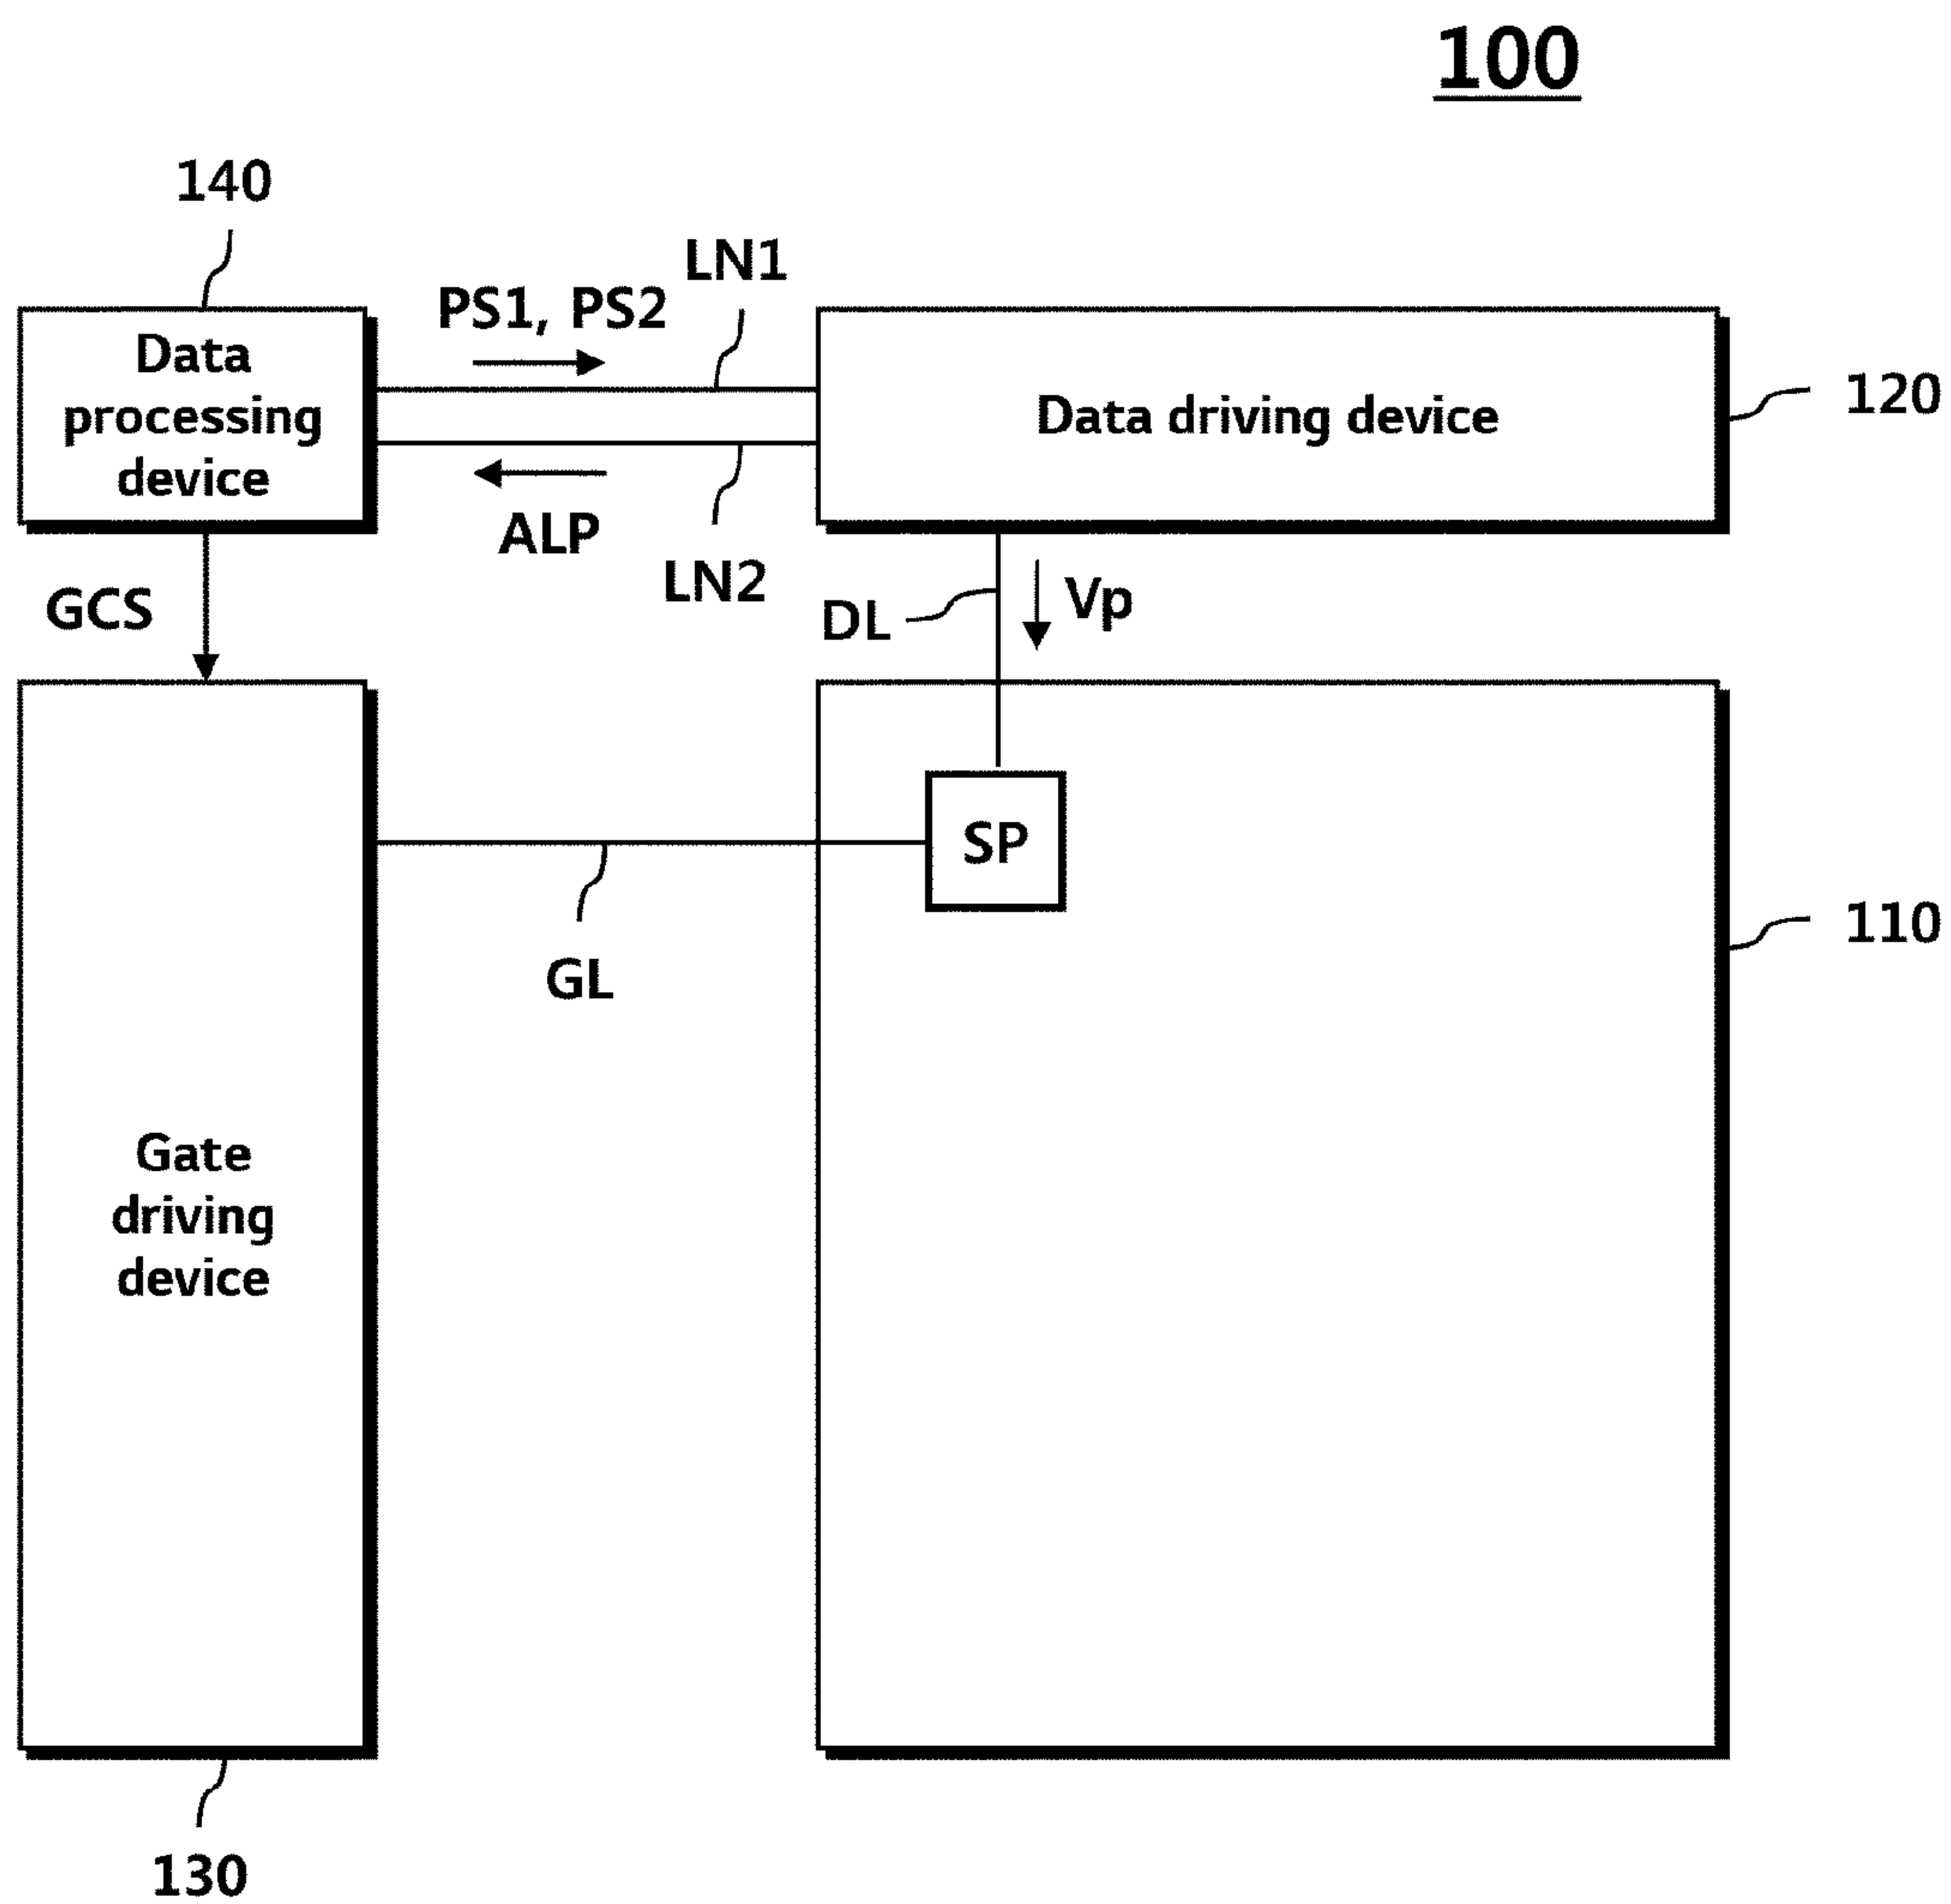 100
140
LN1
PS1, PS2
Data
processing
device
Data driving device
120
ALP
LN2
GCS
DL
Vp
SP
GL
110
Gate
driving
device
130